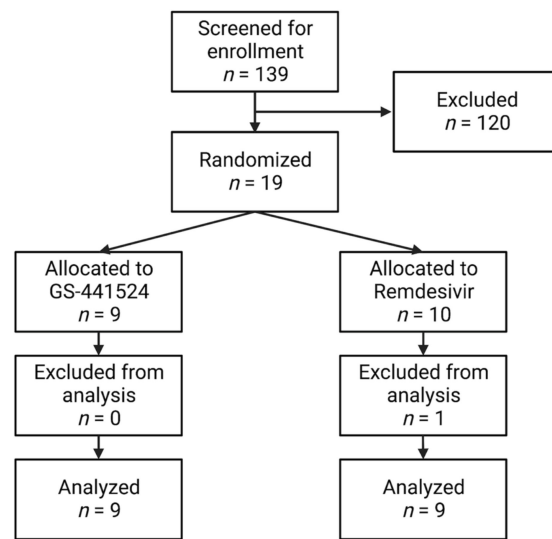 Screened for
enrollment
n = 139
Excluded
n = 120
Randomized
n = 19
Allocated to
GS-441524
n = 9
Allocated to
Remdesivir
n = 10
Excluded from
analysis
n = 0
Excluded from
analysis
n = 1
Analyzed
n = 9
Analyzed
n = 9